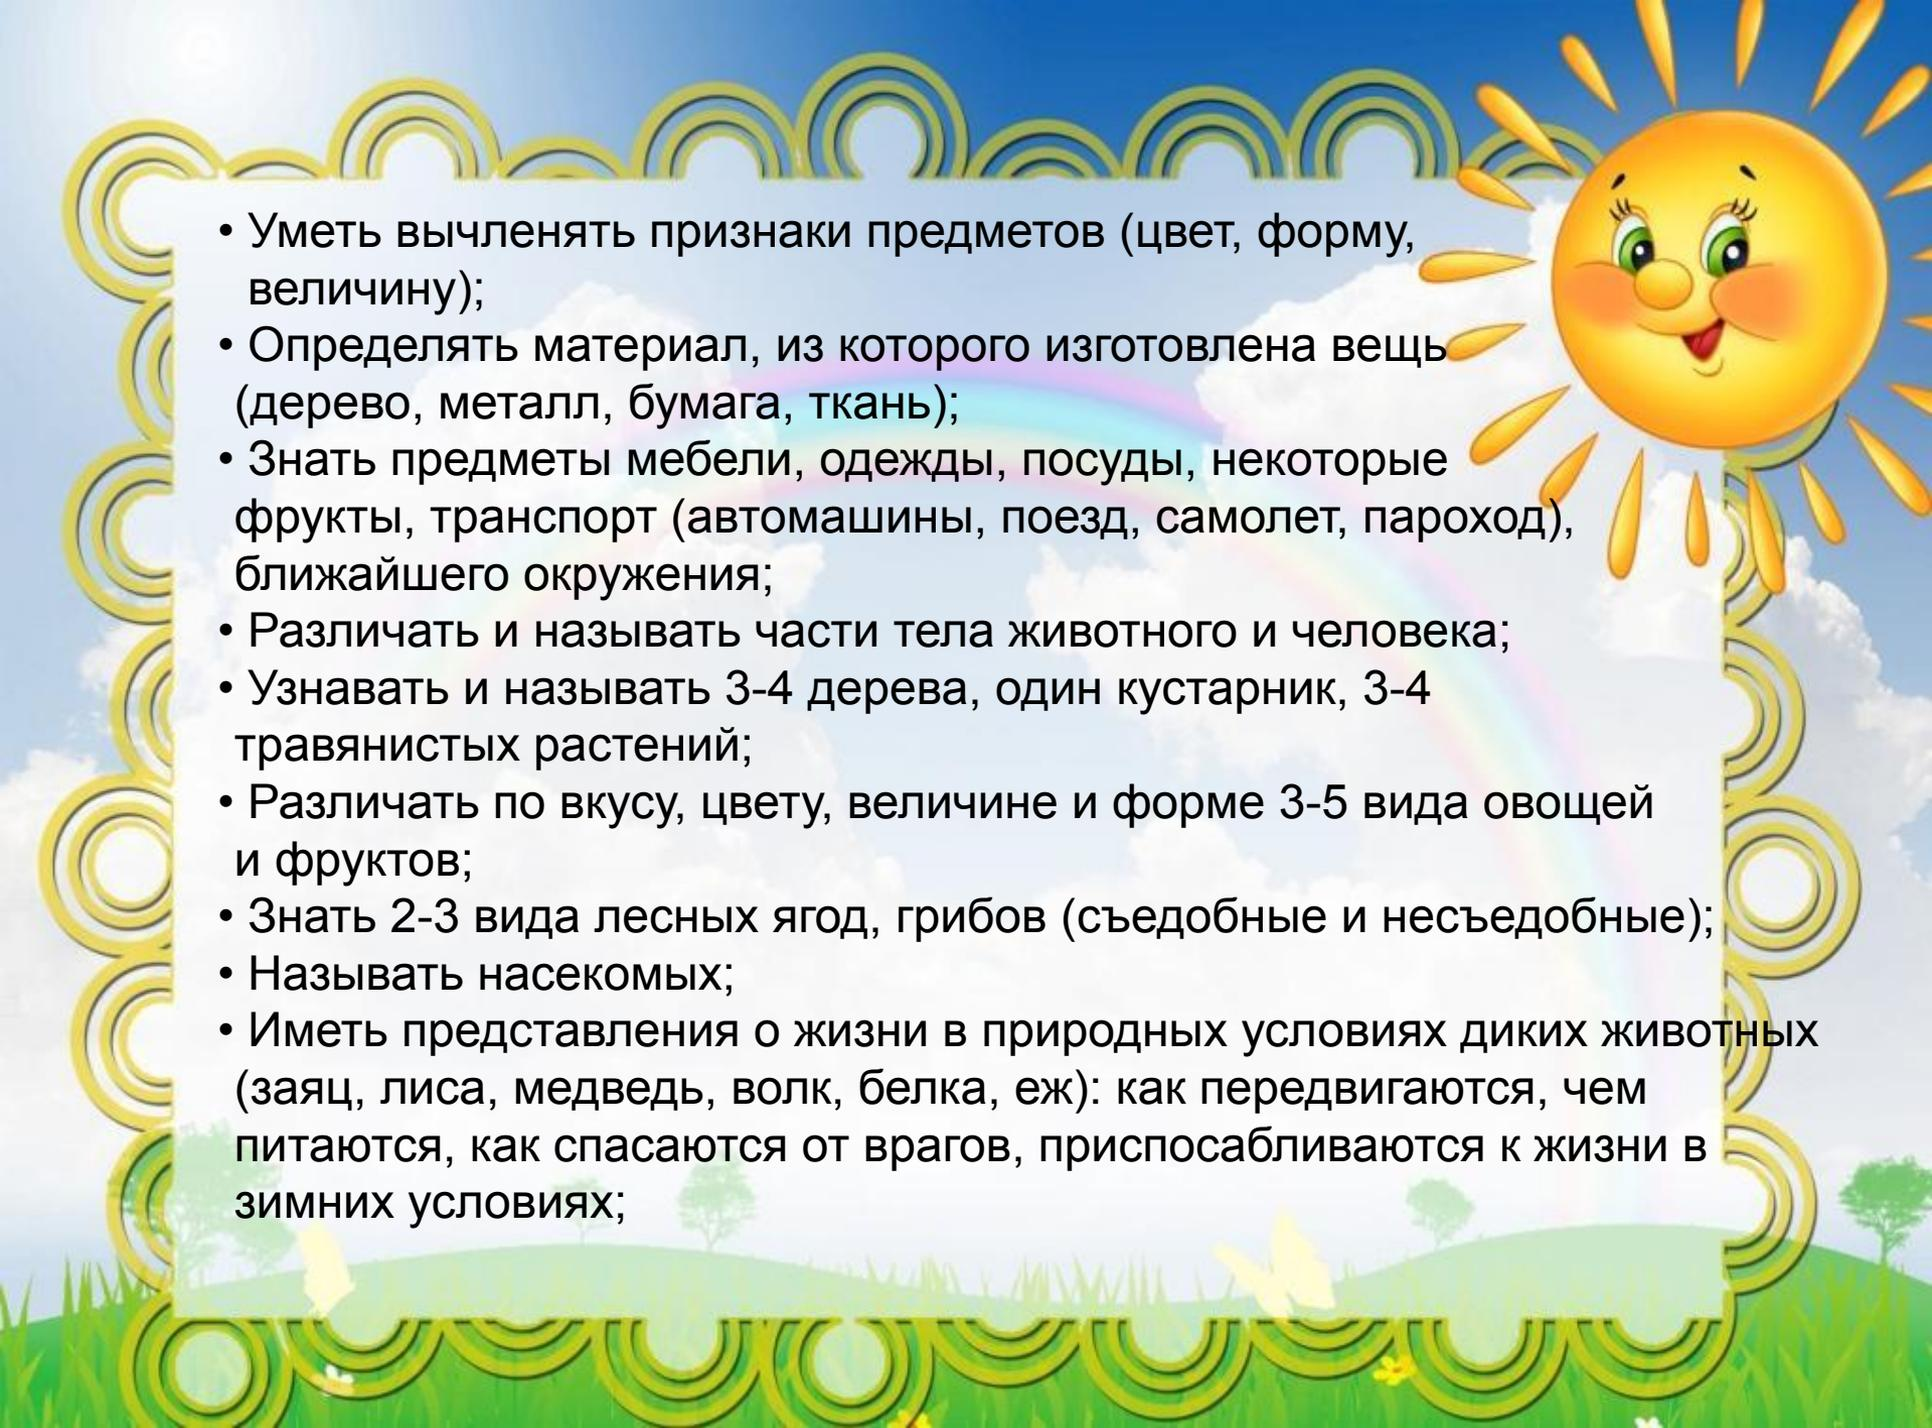 • Уметь вычленять признаки предметов (цвет, форму,
величину);
• Определять материал, из которого изготовлена вещь
(дерево, металл, бумага, ткань);
• Знать предметы мебели, одежды, посуды, некоторые
фрукты, транспорт (автомашины, поезд, самолет, пароход),
ближайшего окружения;
• Различать и называть части тела животного и человека;
• Узнавать и называть 3-4 дерева, один кустарник, 3-4
травянистых растений;
• Различать по вкусу, цвету, величине и форме 3-5 вида овощей
и фруктов;
• Знать 2-3 вида лесных ягод, грибов (съедобные и несъедобные);
• Называть насекомых;
• Иметь представления о жизни в природных условиях диких животных
(заяц, лиса, медведь, волк, белка, еж): как передвигаются, чем
питаются, как спасаются от врагов, приспосабливаются к жизни в
зимних условиях;